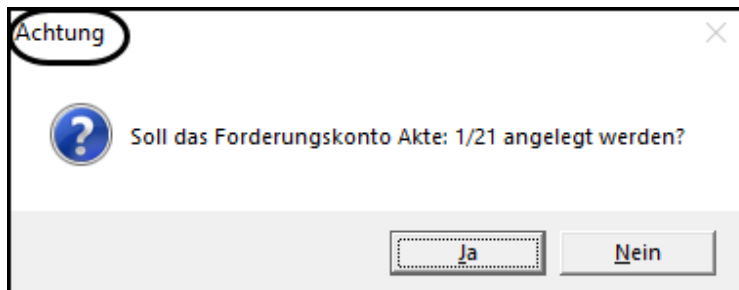 Achtung
Soll das Forderungskonto Akte: 1/21 angelegt werden?
Ja
Nein